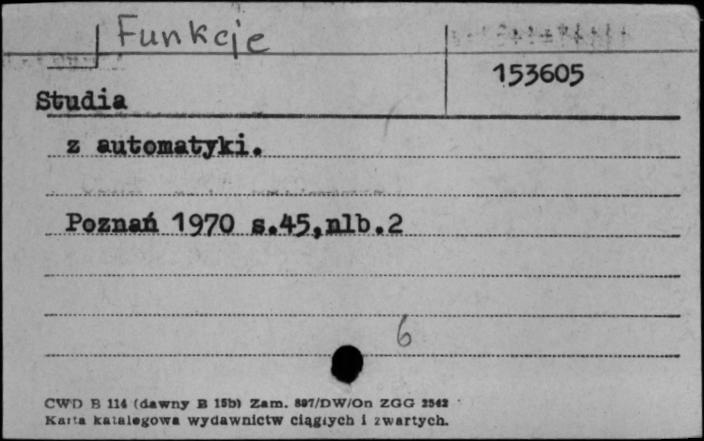 Funkcje
153605
Studia
z automatyki.
Poznań 1970 s.45,nlb.2
6
CWD B 114 (dawny B 15b) Zam. 897/DW/On ZGG 2542
Karta katalogowa wydawnictw ciągłych i zwartych.